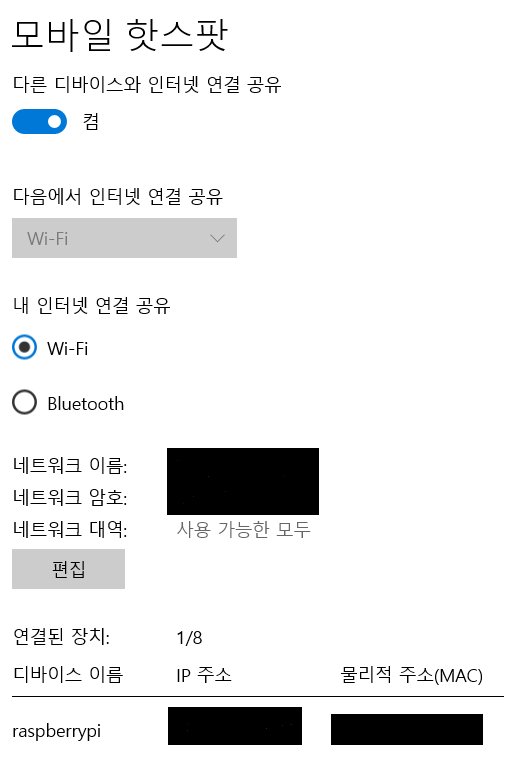 모바일 핫스팟
다른 디바이스와 인터넷 연결 공유
켬
다음에서 인터넷 연결 공유
Wi-Fi
내 인터넷 연결 공유
Wi-Fi
Bluetooth
네트워크 이름:
네트워크 암호:
네트워크 대역: 사용 가능한 모두
편집
연결된 장치: 1/8
디바이스 이름 IP 주소 물리적 주소(MAC)
raspberrypi